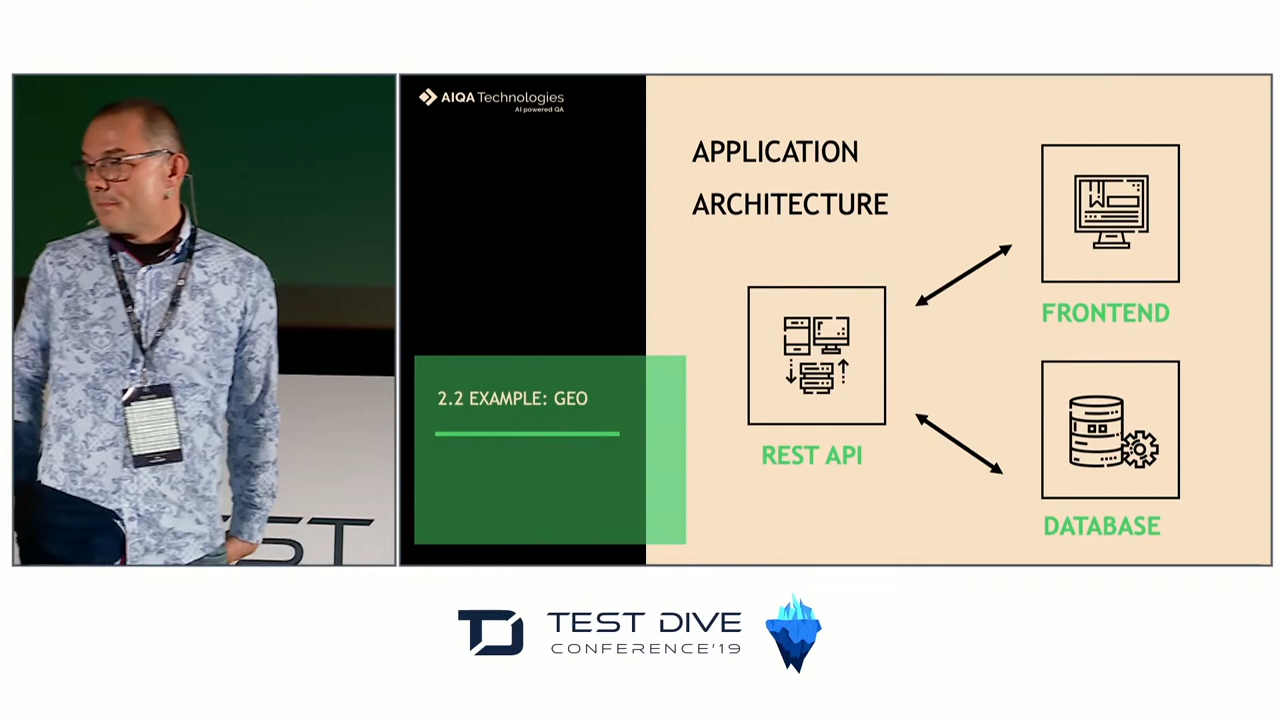 AIQA Technologies
AI powered QA
APPLICATION
ARCHITECTURE
2.2 EXAMPLE: GEO
REST API
FRONTEND
DATABASE
TEST DIVE
CONFERENCE'19